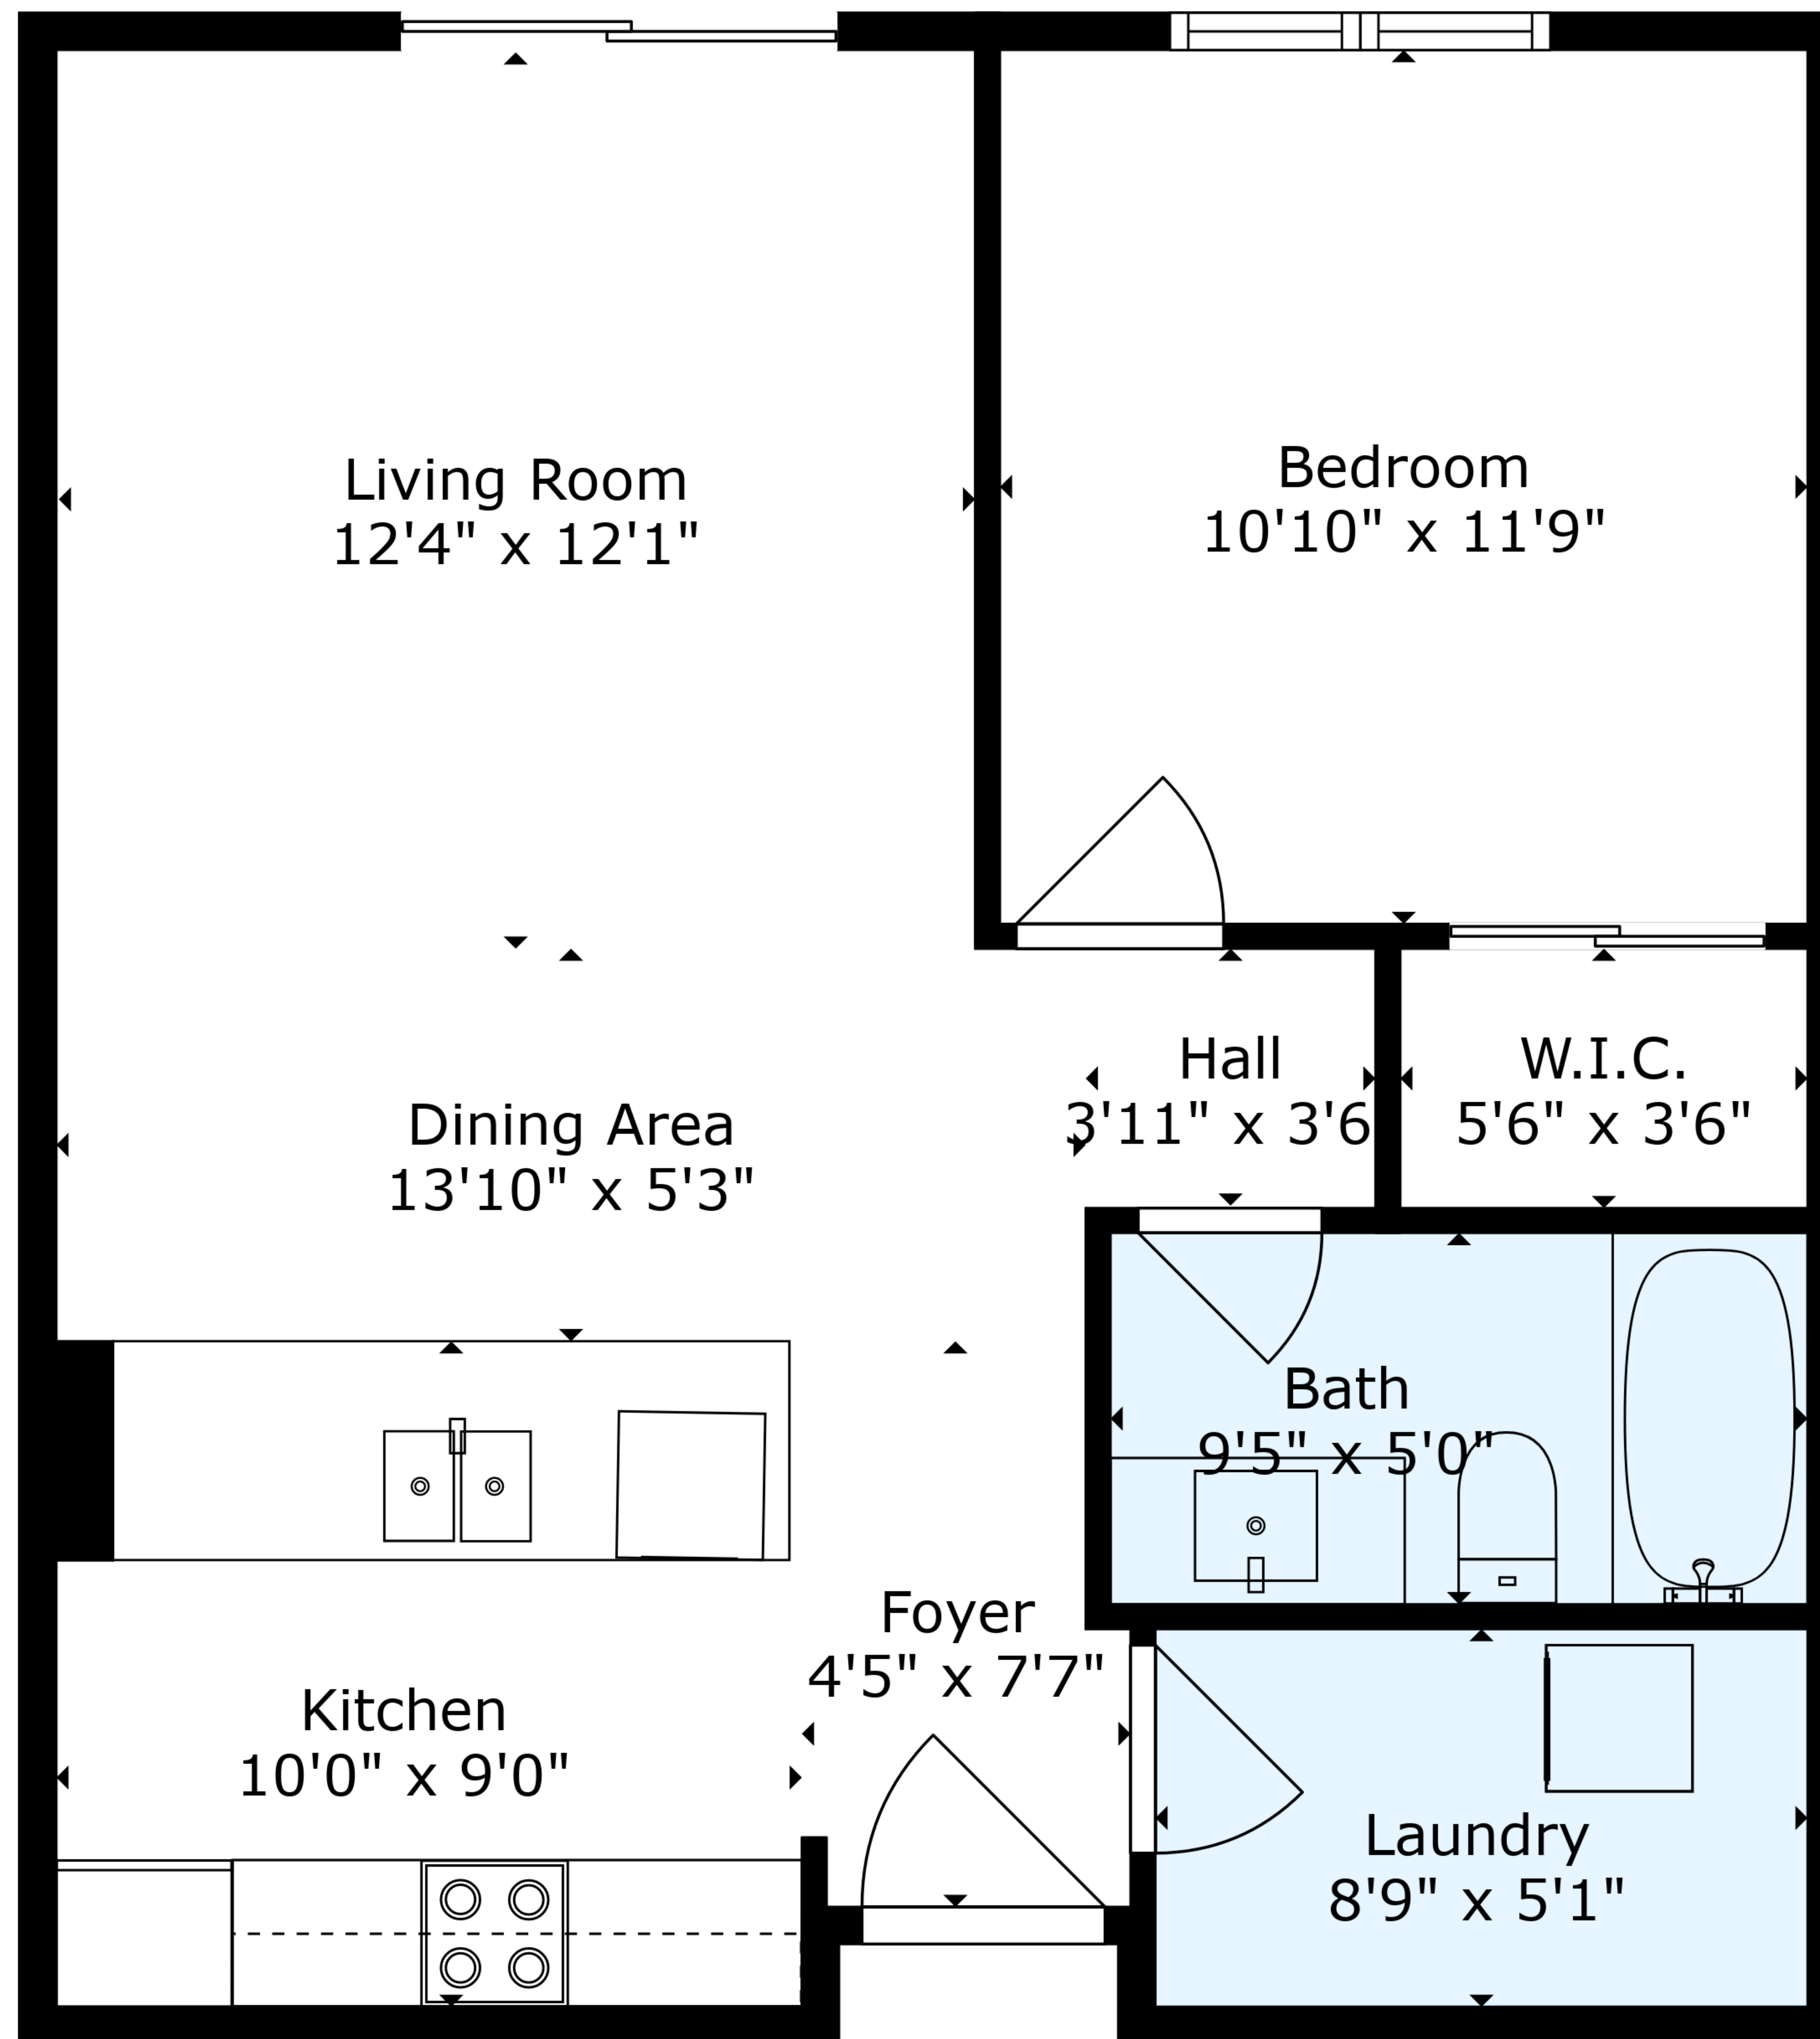 Living Room
12'4" x 12'1"
Bedroom
10'10" x 11'9"
Hall
3'11" x 3'6
W.I.C.
5'6" x 3'6"
Dining Area
13'10" x 5'3"
Bath
9'5" x 5'0"
Foyer
4'5" x 7'7"
Kitchen
10'0" x 9'0"
Laundry
8'9" x 5'1"